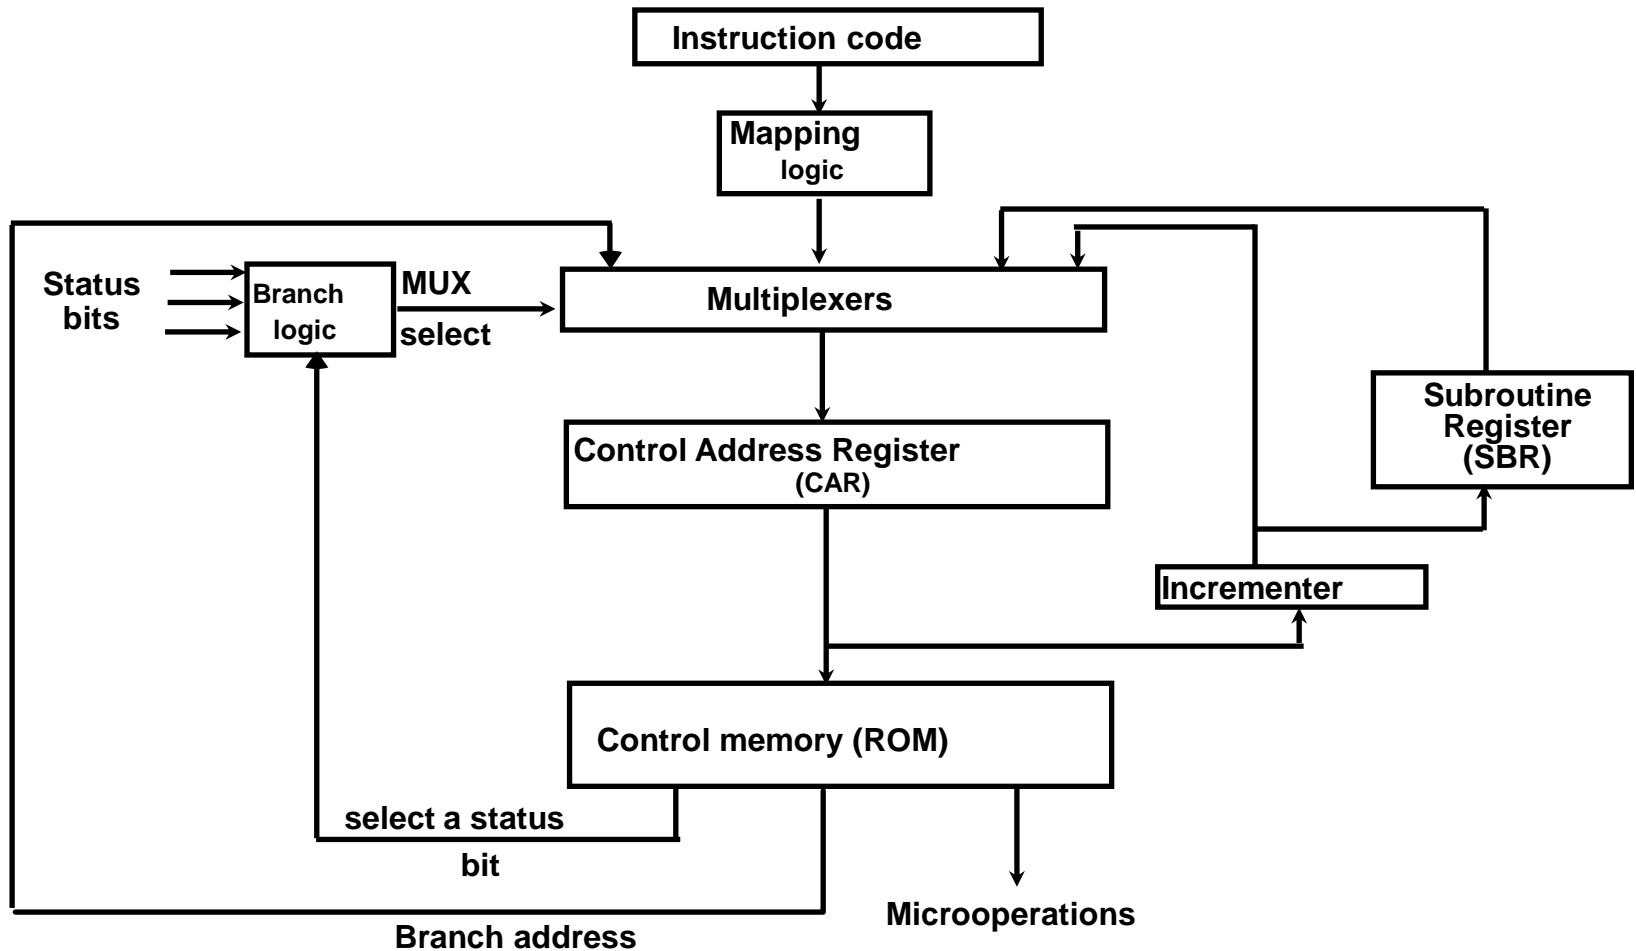 Instruction code
Mapping
logic
Status
bits
Branch
logic
MUX
select
Multiplexers
Control Address Register
(CAR)
Subroutine
Register
(SBR)
Incrementer
Control memory (ROM)
select a status
bit
Microoperations
Branch address